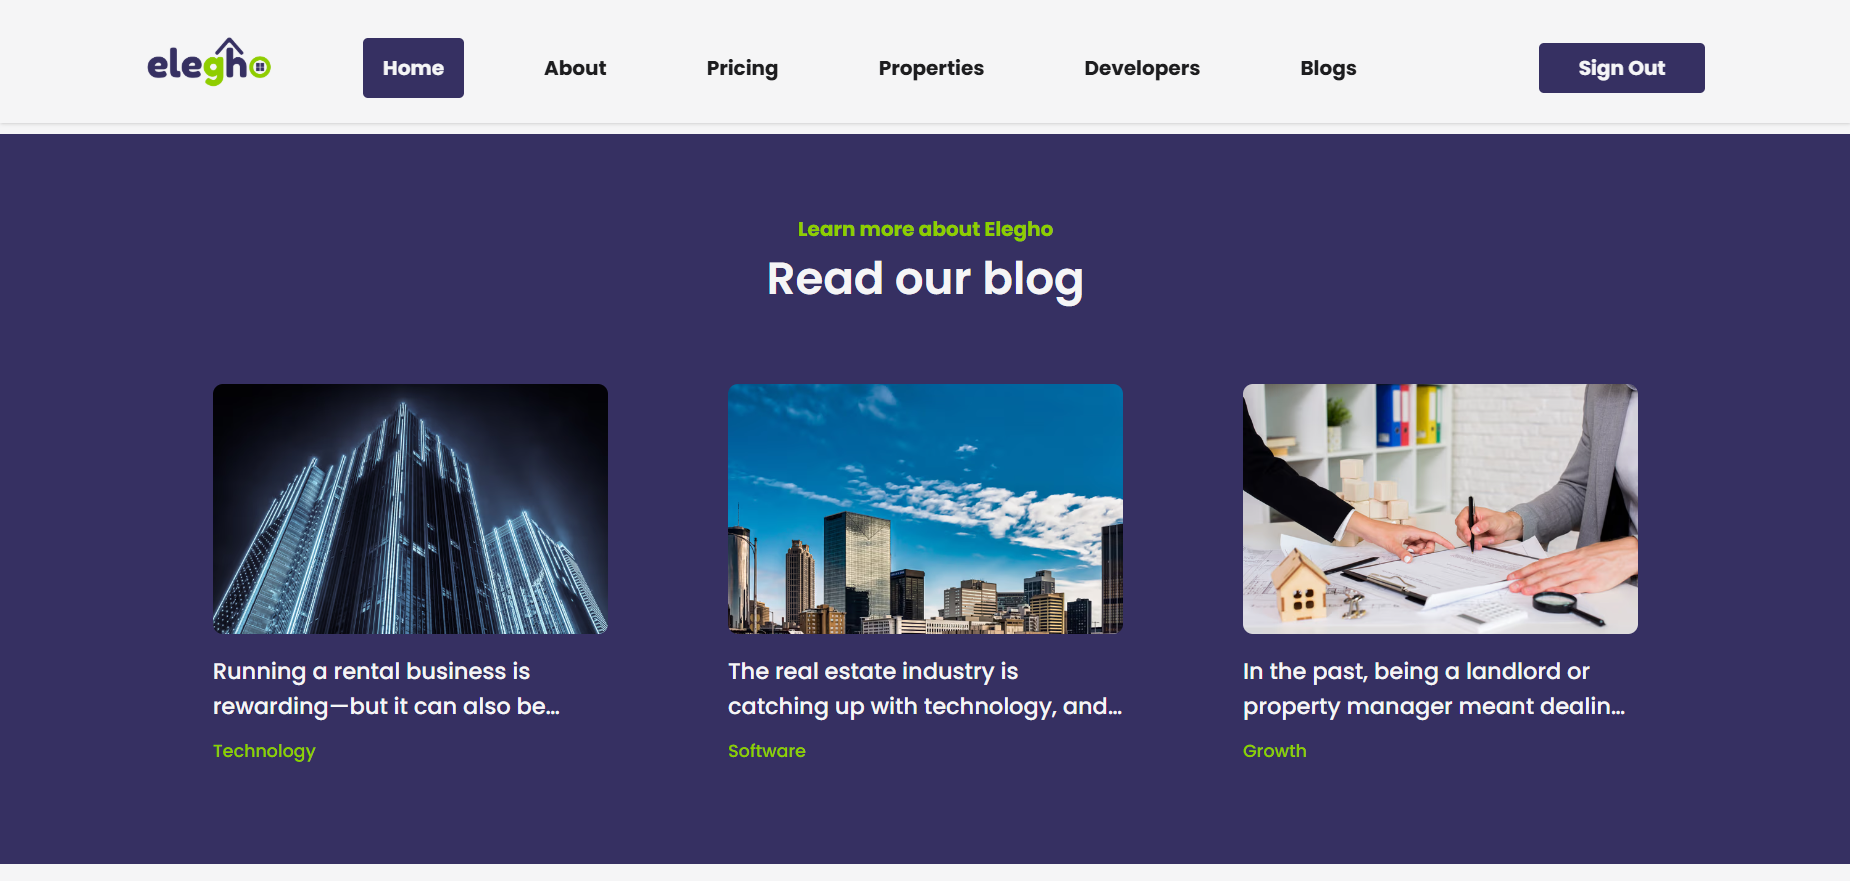 elegho
Home
About
Pricing
Properties
Developers
Blogs
Sign Out
Learn more about Elegho
Read our blog
Running a rental business is
rewarding—but it can also be...
Technology
The real estate industry is
catching up with technology, and...
Software
In the past, being a landlord or
property manager meant dealin...
Growth